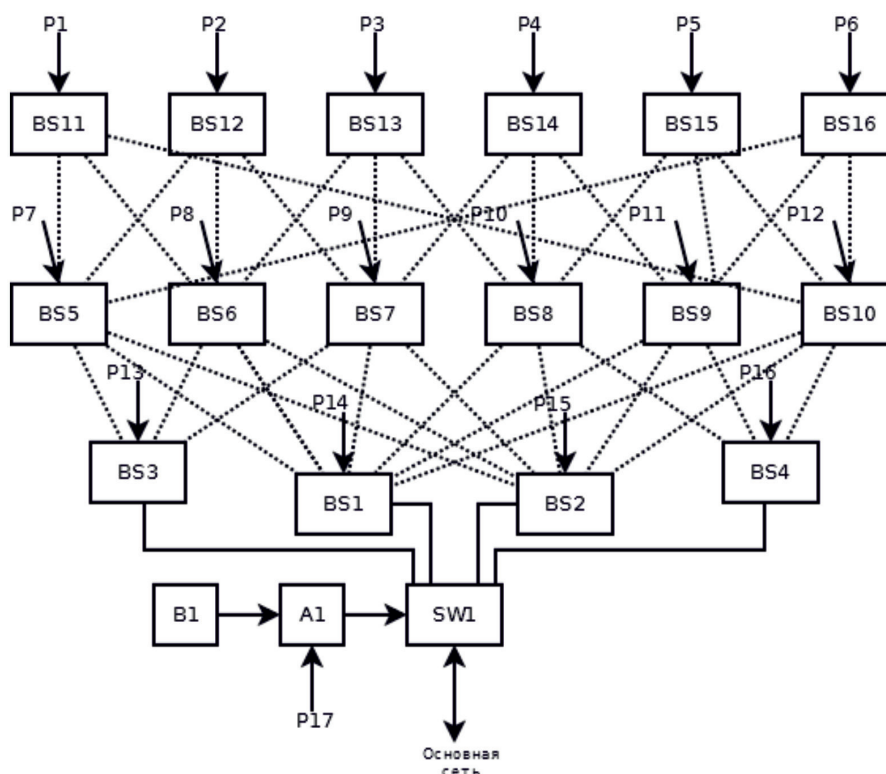 P1 P2 P3 P4 P5 P6
BS11 BS12 BS13 BS14 BS15 BS16
P7 P8 P9 P10 P11 P12
BS5 BS6 BS7 BS8 BS9 BS10
P13 P14 P15 P16
BS3 BS1 BS2 BS4
B1 A1 SW1
P17
Основная
сеть